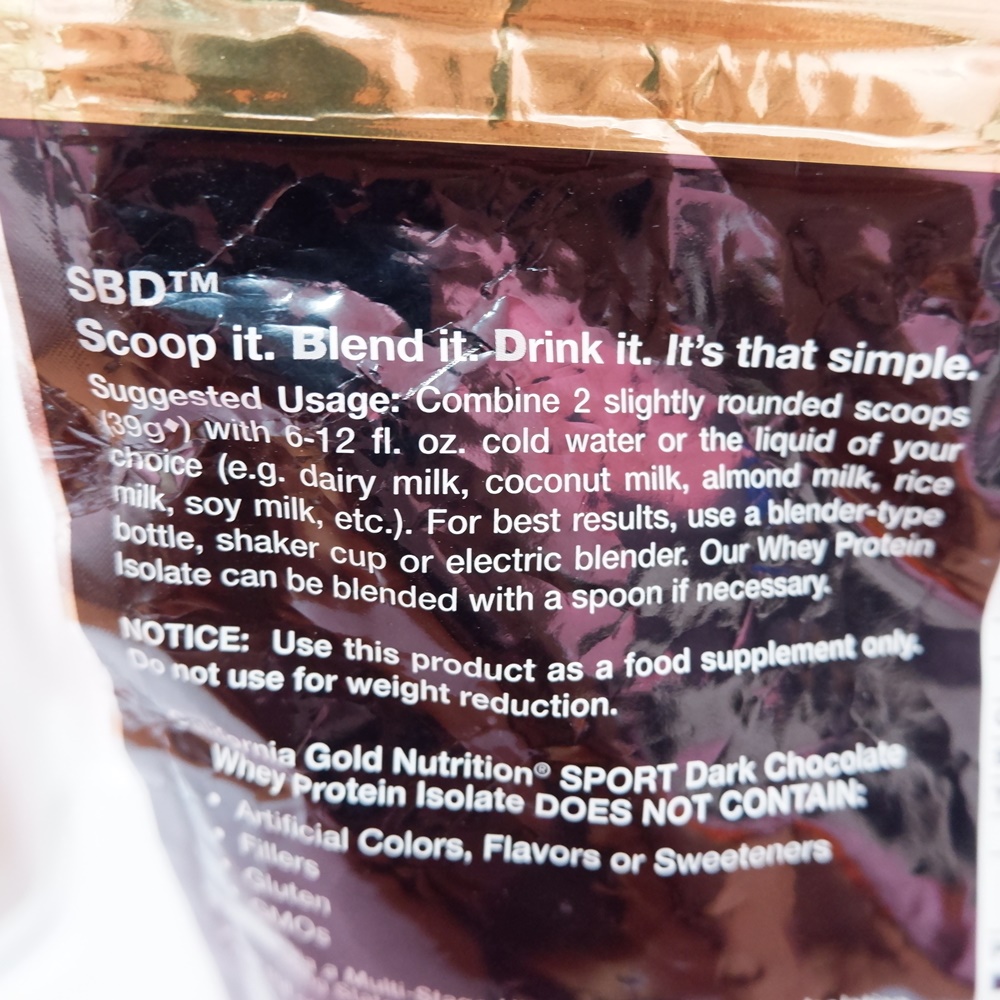 SBD™
Scoop it. Blend it. Drink it. It's that simple.
Suggested Usage: Combine 2 slightly rounded scoops
(39g♦) with 6-12 fl. oz. cold water or the liquid of your
choice (e.g. dairy milk, coconut milk, almond milk, rice
milk, soy milk, etc.). For best results, use a blender-type
bottle, shaker cup or electric blender. Our Whey Protein
Isolate can be blended with a spoon if necessary.
NOTICE: Use this product as a food supplement only.
Do not use for weight reduction.
Gold Nutrition® SPORT Dark Chocolate
Whey Protein Isolate DOES NOT CONTAIN:
• Artificial Colors, Flavors or Sweeteners
• Fillers
• Gluten
GMOs
a